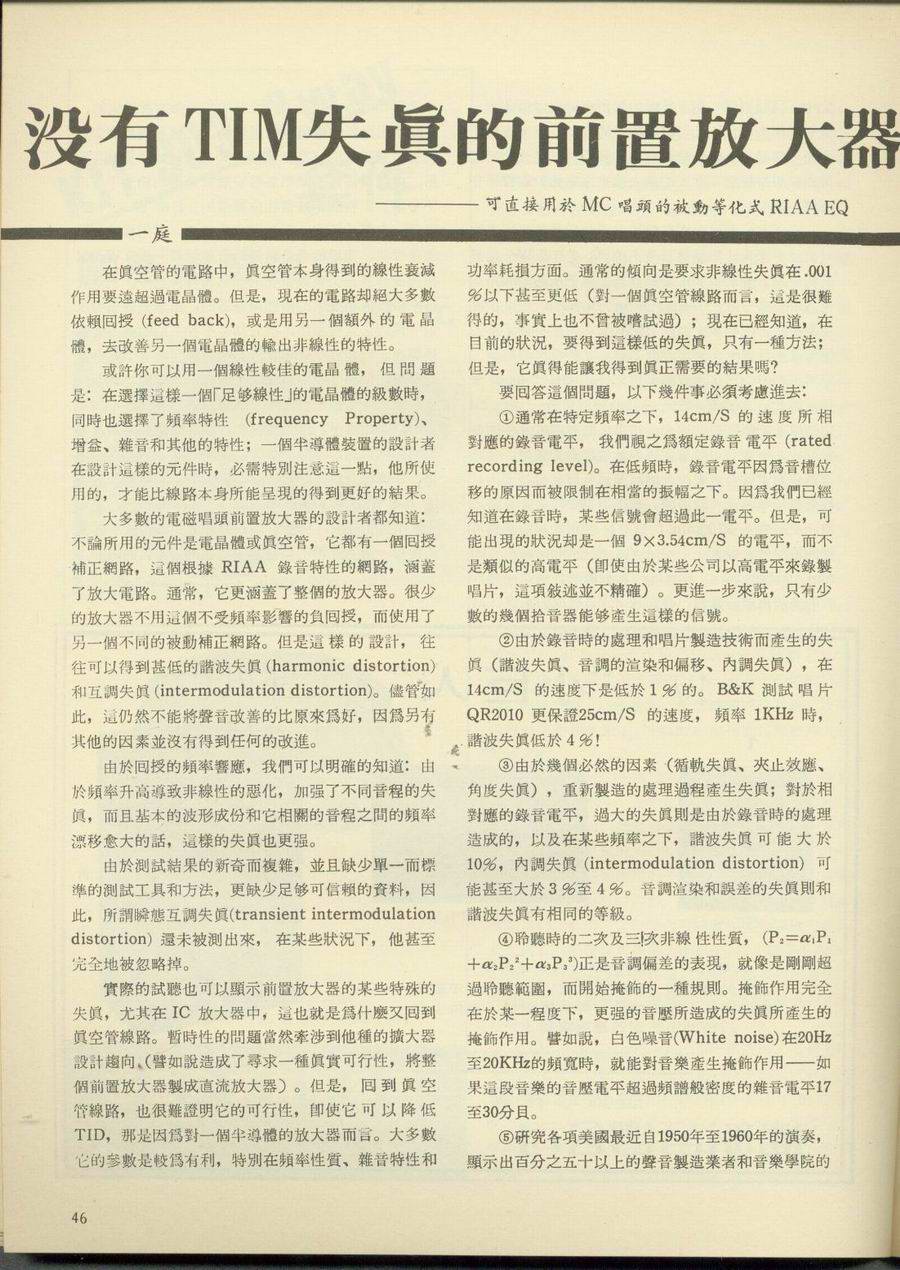 没有 TIM失眞的前置放大器
——可直接用於 MC 唱頭的被動等化式 RIAA EQ
一庭
在眞空管的電路中，眞空管本身得到的線性衰減
作用要遠超過電晶體。但是，現在的電路却絕大多數
依賴囘授 (feed back)，或是用另一個額外的電晶
體，去改善另一個電晶體的輸出非線性的特性。
或許你可以用一個線性較佳的電晶體，但問題
是：在選擇這樣一個「足够線性」的電晶體的級數時，
同時也選擇了頻率特性 (frequency Property)、
增益、雜音和其他的特性；一個半導體裝置的設計者
在設計這樣的元件時，必需特別注意這一點，他所使
用的，才能比線路本身所能呈現的得到更好的結果。
大多數的電磁唱頭前置放大器的設計者都知道：
不論所用的元件是電晶體或眞空管，它都有一個囘授
補正網路，這個根據 RIAA 錄音特性的網路，涵蓋
了放大電路。通常，它更涵蓋了整個的放大器。很少
的放大器不用這個不受頻率影響的負囘授，而使用了
另一個不同的被動補正網路。但是這樣的設計，往
往可以得到甚低的諧波失眞(harmonic distortion)
和互調失眞(intermodulation distortion)。儘管如
此，這仍然不能將聲音改善的比原來爲好，因爲另有
其他的因素並沒有得到任何的改進。
由於囘授的頻率響應，我們可以明確的知道：由
於頻率升高導致非線性的惡化，加强了不同音程的失
眞，而且基本的波形成份和它相關的音程之間的頻率
漂移愈大的話，這樣的失眞也更强。
由於測試結果的新奇而複雜，並且缺少單一而標
準的測試工具和方法，更缺少足够可信賴的資料，因
此，所謂瞬態互調失眞(transient intermodulation
distortion) 還未被測出來，在某些狀況下，他甚至
完全地被忽略掉。
實際的試聽也可以顯示前置放大器的某些特殊的
失眞，尤其在 IC 放大器中，這也就是爲什麽又囘到
眞空管線路。暫時性的問題當然牽涉到他種的擴大器
設計趨向、(譬如說造成了尋求一種眞實可行性，將整
個前置放大器製成直流放大器）。但是，囘到眞空
管線路，也很難證明它的可行性，卽使它可以降低
TID，那是因爲對一個半導體的放大器而言。大多數
它的參數是較爲有利，特別在頻率性質、雜音特性和
功率耗損方面。通常的傾向是要求非線性失眞在.001
%以下甚至更低（對一個眞空管線路而言，這是很難
得的，事實上也不曾被嚐試過）；現在已經知道，在
目前的狀況，要得到這樣低的失眞，只有一種方法；
但是，它眞得能讓我得到眞正需要的結果嗎?
要囘答這個問題，以下幾件事必須考慮進去：
①通常在特定頻率之下，14cm/S 的速度所相
對應的錄音電平，我們視之爲額定錄音電平 (rated
recording level)。在低頻時，錄音電平因爲音槽位
移的原因而被限制在相當的振幅之下。因爲我們已經
知道在錄音時，某些信號會超過此一電平。但是，可
能出現的狀況却是一個 9×3.54cm/S 的電平，而不
是類似的高電平（卽使由於某些公司以高電平來錄製
唱片，這項敍述並不精確）。更進一步來說，只有少
數的幾個拾音器能够產生這樣的信號。
②由於錄音時的處理和唱片製造技術而產生的失
眞（諧波失眞、音調的渲染和偏移、內調失眞），在
14cm/S 的速度下是低於 1 % 的。B&K 測試唱片
QR2010 更保證25cm/S 的速度，頻率 1KHz 時，
諧波失眞低於 4 %!
③由於幾個必然的因素（循軌失眞、夾止效應、
角度失眞），重新製造的處理過程產生失眞；對於相
對應的錄音電平，過大的失眞則是由於錄音時的處理
造成的，以及在某些頻率之下，諧波失眞可能大於
10%，內調失眞 (intermodulation distortion) 可
能甚至大於 3 %至 4 %。音調渲染和誤差的失眞則和
諧波失眞有相同的等級。
④聆聽時的二次及三次非線性性質，(P₂=α₁P₁
+α₂P₂²+α₃P₂³)正是音調偏差的表現，就像是剛剛超
過聆聽範圍，而開始掩飾的一種規則。掩飾作用完全
在於某一程度下，更强的音壓所造成的失眞所產生的
掩飾作用。譬如說，白色噪音(White noise)在20Hz
至20KHz的頻寬時，就能對音樂產生掩飾作用——如
果這段音樂的音壓電平超過頻譜般密度的雜音電平17
至30分貝。
⑤研究各項美國最近自1950年至1960年的演奏，
顯示出百分之五十以上的聲音製造業者和音樂學院的
46